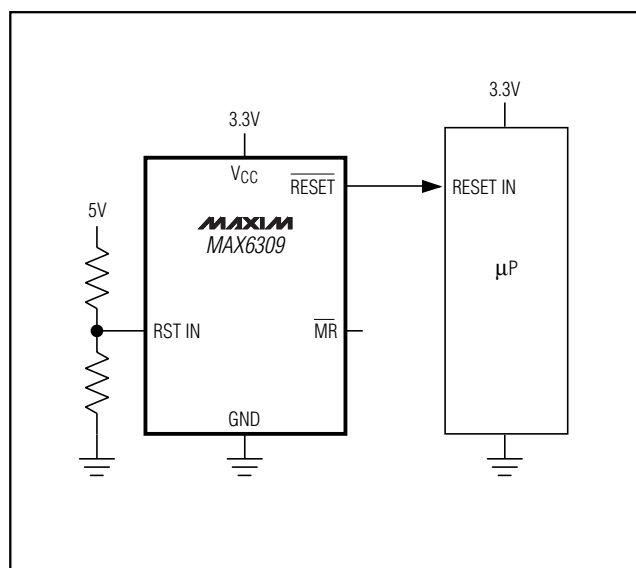 3.3V
3.3V
VCC
RESET
RESET IN
5V
MAXIM
MAX6309
µP
RST IN
MR
GND